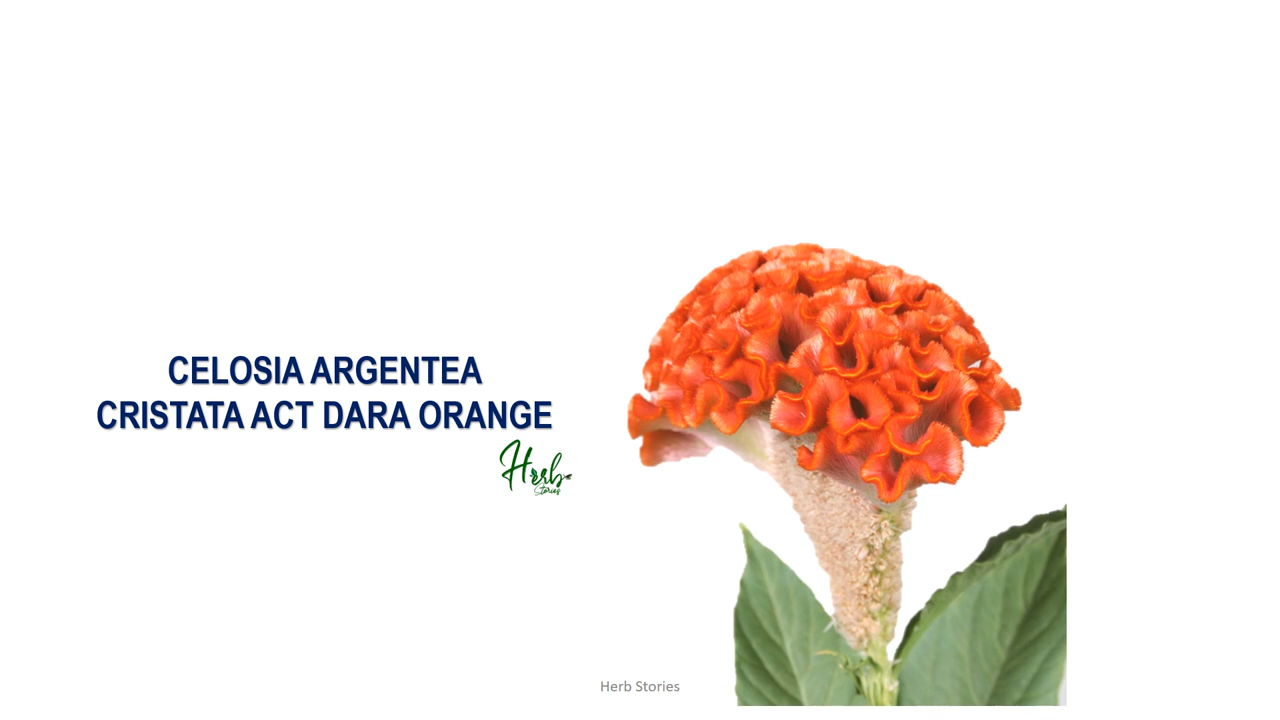 CELOSIA ARGENTEA
CRISTATA ACT DARA ORANGE
Herb
Stories
Herb Stories